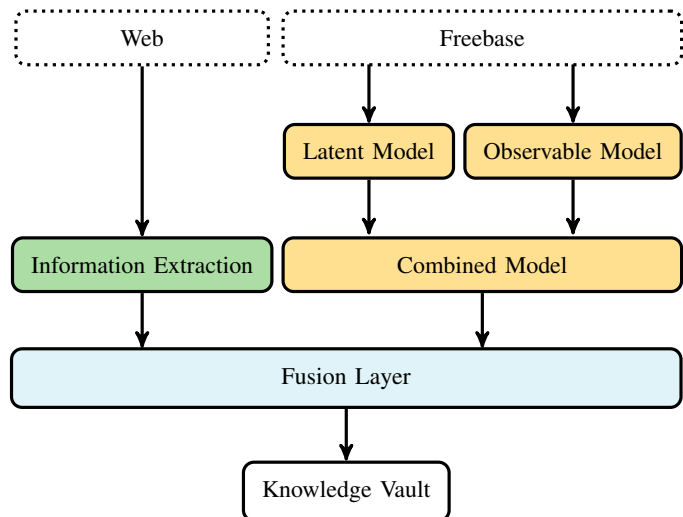 Web
Freebase
Latent Model
Observable Model
Information Extraction
Combined Model
Fusion Layer
Knowledge Vault